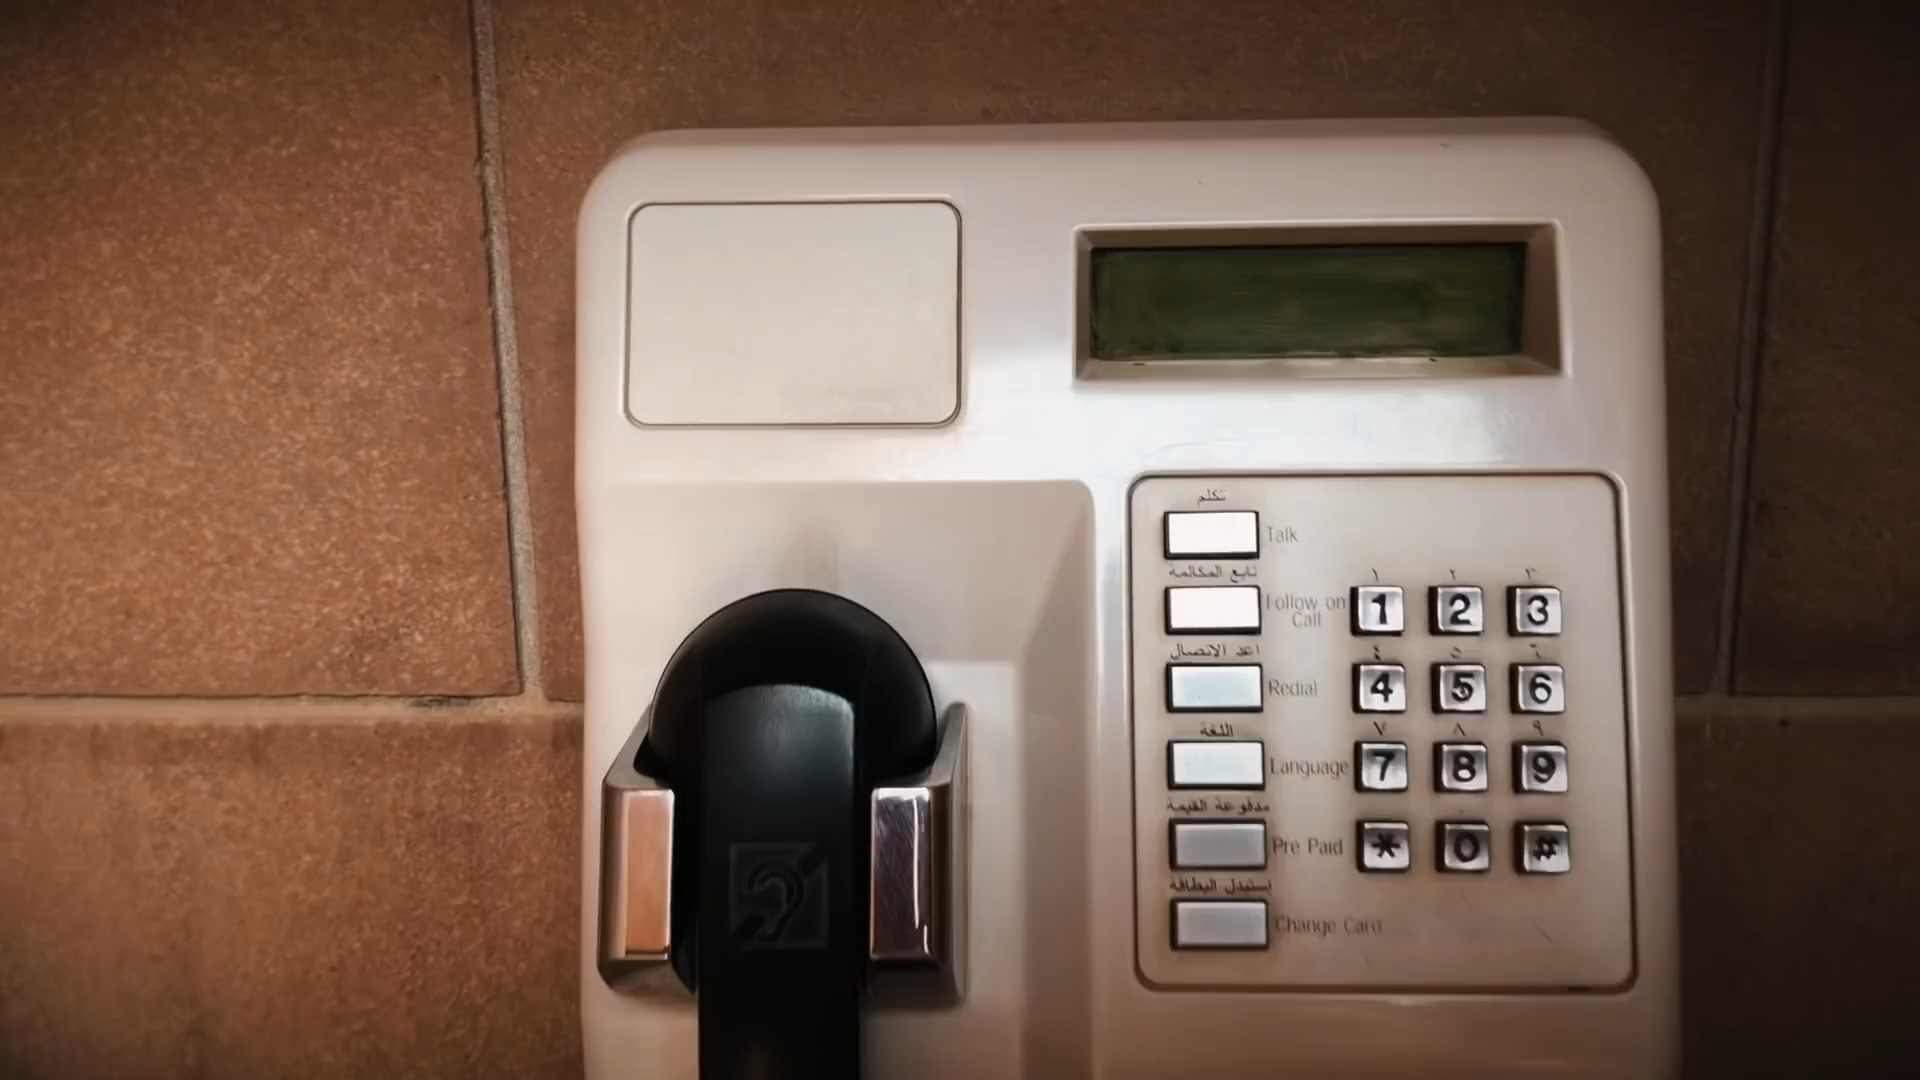 تكلم
Talk
تابع المكالمة
Follow on
Call
اعد الاتصال
Redial
اللغة
Language
مدفوعة القيمة
Pre Paid
إستبدل البطاقة
Change Card
١ ٢ ٣
1 2 3
٤ ٥ ٦
4 5 6
٧ ٨ ٩
7 8 9
* 0 #